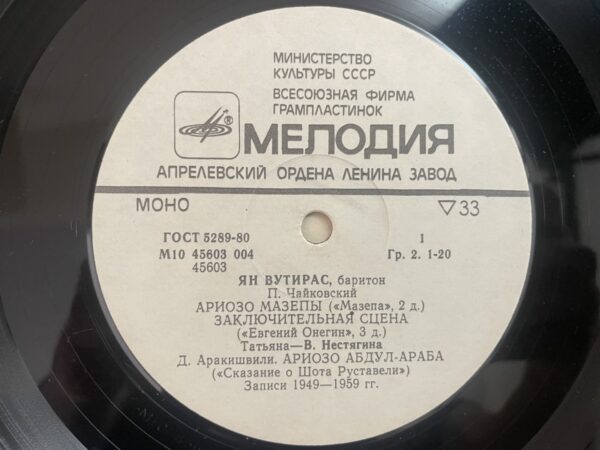 МИНИСТЕРСТВО
КУЛЬТУРЫ СССР
ВСЕСОЮЗНАЯ ФИРМА
ГРАМПЛАСТИНОК
®
МЕЛОДИЯ
АПРЕЛЕВСКИЙ ОРДЕНА ЛЕНИНА ЗАВОД
МОНО ▽33
ГОСТ 5289-80 1
М10 45603 004 Гр. 2. 1-20
45603
ЯН ВУТИРАС, баритон
П. Чайковский
АРИОЗО МАЗЕПЫ («Мазепа», 2 д.)
ЗАКЛЮЧИТЕЛЬНАЯ СЦЕНА
(«Евгений Онегин», 3 д.)
Татьяна—В. Нестягина
Д. Аракишвили. АРИОЗО АБДУЛ-АРАБА
(«Сказание о Шота Руставели»)
Записи 1949—1959 гг.